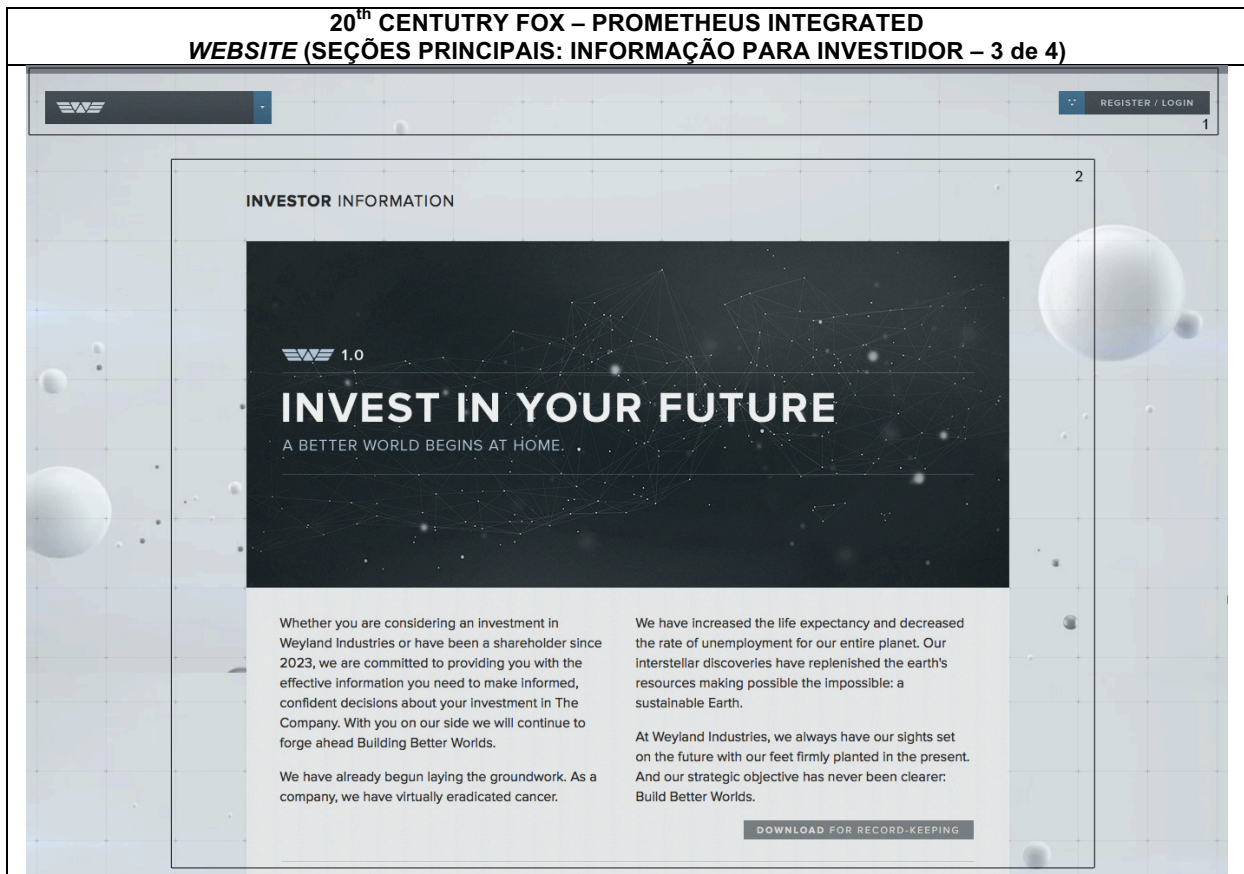 20th CENTUTRY FOX – PROMETHEUS INTEGRATED
WEBSITE (SEÇÕES PRINCIPAIS: INFORMAÇÃO PARA INVESTIDOR – 3 de 4)
W
REGISTER / LOGIN
1
2
INVESTOR INFORMATION
W 1.0
INVEST IN YOUR FUTURE
A BETTER WORLD BEGINS AT HOME.
Whether you are considering an investment in
Weyland Industries or have been a shareholder since
2023, we are committed to providing you with the
effective information you need to make informed,
confident decisions about your investment in The
Company. With you on our side we will continue to
forge ahead Building Better Worlds.
We have already begun laying the groundwork. As a
company, we have virtually eradicated cancer.
We have increased the life expectancy and decreased
the rate of unemployment for our entire planet. Our
interstellar discoveries have replenished the earth's
resources making possible the impossible: a
sustainable Earth.
At Weyland Industries, we always have our sights set
on the future with our feet firmly planted in the present.
And our strategic objective has never been clearer:
Build Better Worlds.
DOWNLOAD FOR RECORD-KEEPING